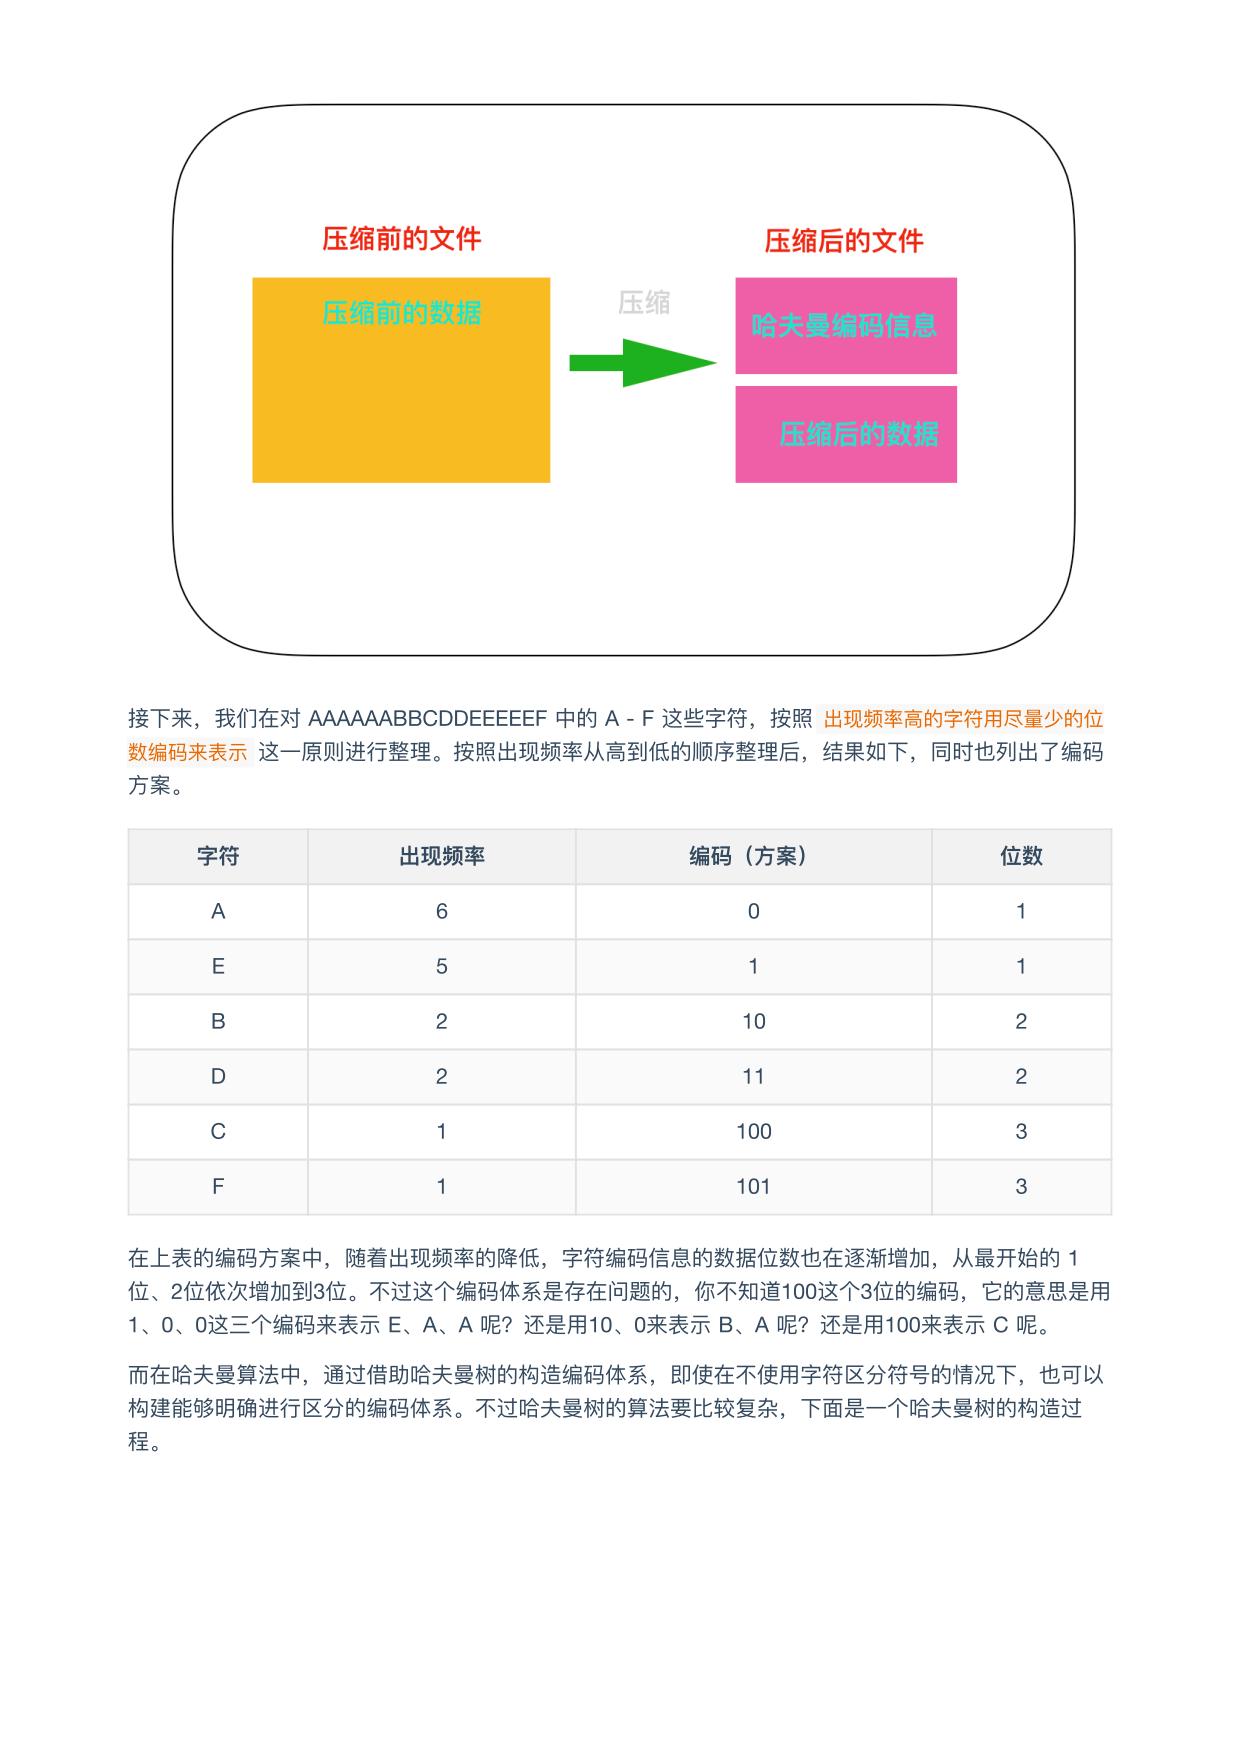 压缩前的文件
压缩后的文件
压缩前的数据
压缩
哈夫曼编码信息
压缩后的数据
接下来，我们在对 AAAAAABBCDDEEEEEF 中的 A - F 这些字符，按照 出现频率高的字符用尽量少的位
数编码来表示 这一原则进行整理。按照出现频率从高到低的顺序整理后，结果如下，同时也列出了编码
方案。
字符 出现频率 编码（方案） 位数
A 6 0 1
E 5 1 1
B 2 10 2
D 2 11 2
C 1 100 3
F 1 101 3
在上表的编码方案中，随着出现频率的降低，字符编码信息的数据位数也在逐渐增加，从最开始的 1
位、2位依次增加到3位。不过这个编码体系是存在问题的，你不知道100这个3位的编码，它的意思是用
1、0、0这三个编码来表示 E、A、A 呢？还是用10、0来表示 B、A 呢？还是用100来表示 C 呢。
而在哈夫曼算法中，通过借助哈夫曼树的构造编码体系，即使在不使用字符区分符号的情况下，也可以
构建能够明确进行区分的编码体系。不过哈夫曼树的算法要比较复杂，下面是一个哈夫曼树的构造过
程。